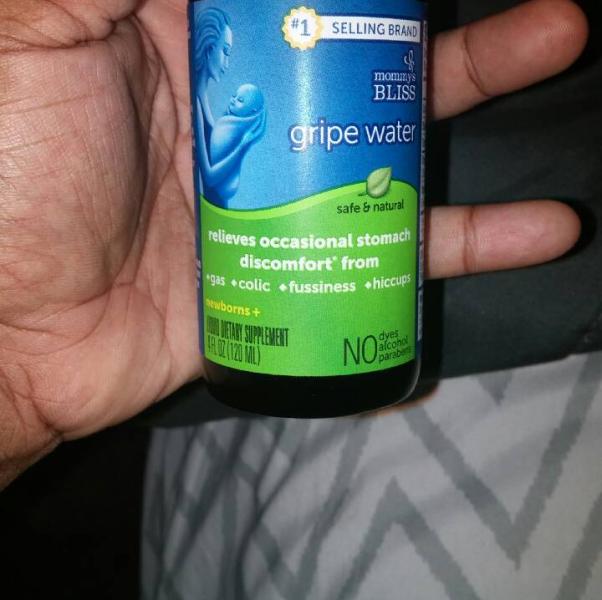 #1 SELLING BRAND
mommy's
BLISS
gripe water
safe & natural
relieves occasional stomach
discomfort* from
•gas ◆colic ◆fussiness ◆hiccups
newborns+
LIQUID DIETARY SUPPLEMENT
4 FL OZ (120 ML)
NO dyes
alcohol
parabens